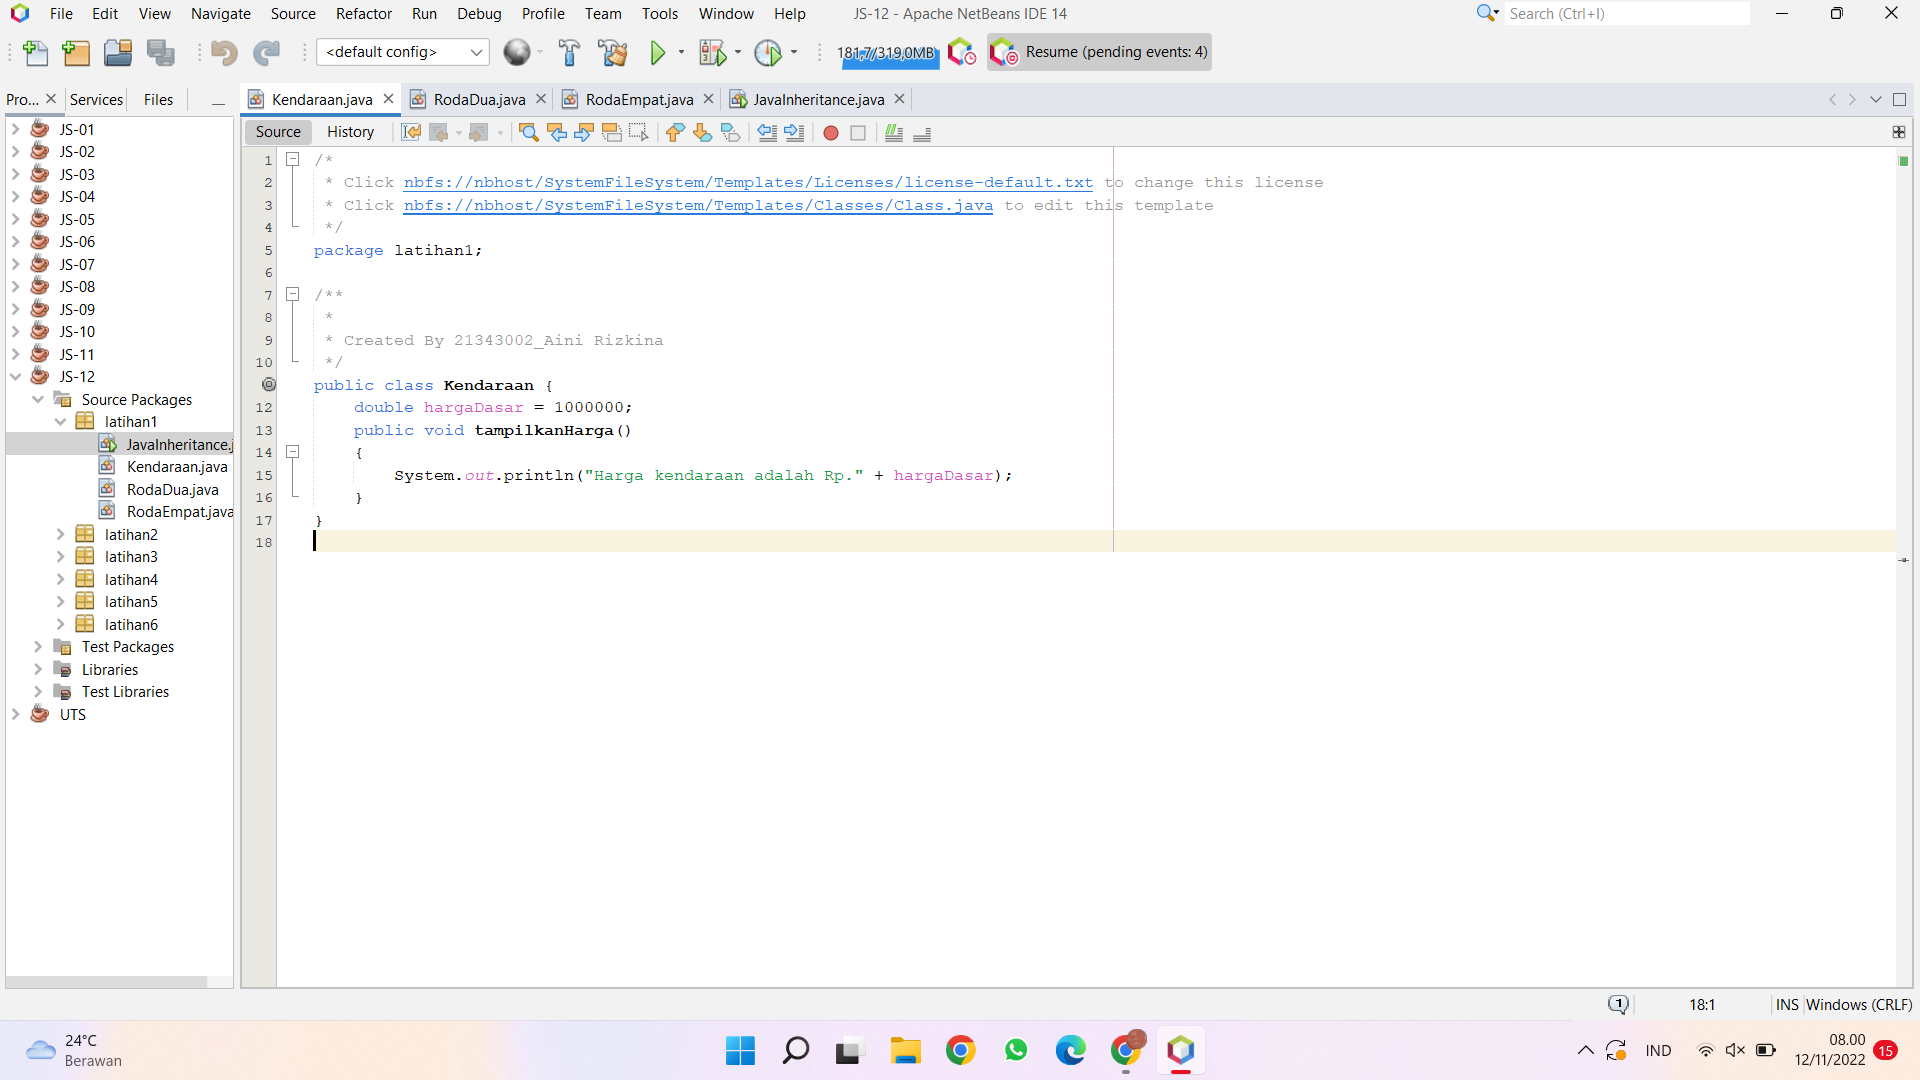 File Edit View Navigate Source Refactor Run Debug Profile Team Tools Window Help JS-12 - Apache NetBeans IDE 14 Search (Ctrl+I)
<default config> 181,7/319,0MB Resume (pending events: 4)
Pro... Services Files Kendaraan.java RodaDua.java RodaEmpat.java JavaInheritance.java
Source History
JS-01
JS-02
JS-03
JS-04
JS-05
JS-06
JS-07
JS-08
JS-09
JS-10
JS-11
JS-12
Source Packages
latihan1
JavaInheritance.j
Kendaraan.java
RodaDua.java
RodaEmpat.java
latihan2
latihan3
latihan4
latihan5
latihan6
Test Packages
Libraries
Test Libraries
UTS
1 /*
2 * Click nbfs://nbhost/SystemFileSystem/Templates/Licenses/license-default.txt to change this license
3 * Click nbfs://nbhost/SystemFileSystem/Templates/Classes/Class.java to edit this template
4 */
5 package latihan1;
6
7 /**
8 *
9 * Created By 21343002_Aini Rizkina
10 */
public class Kendaraan {
12 double hargaDasar = 1000000;
13 public void tampilkanHarga()
14 {
15 System.out.println("Harga kendaraan adalah Rp." + hargaDasar);
16 }
17 }
18
1 18:1 INS Windows (CRLF)
24°C
Berawan
IND
08.00
12/11/2022
15